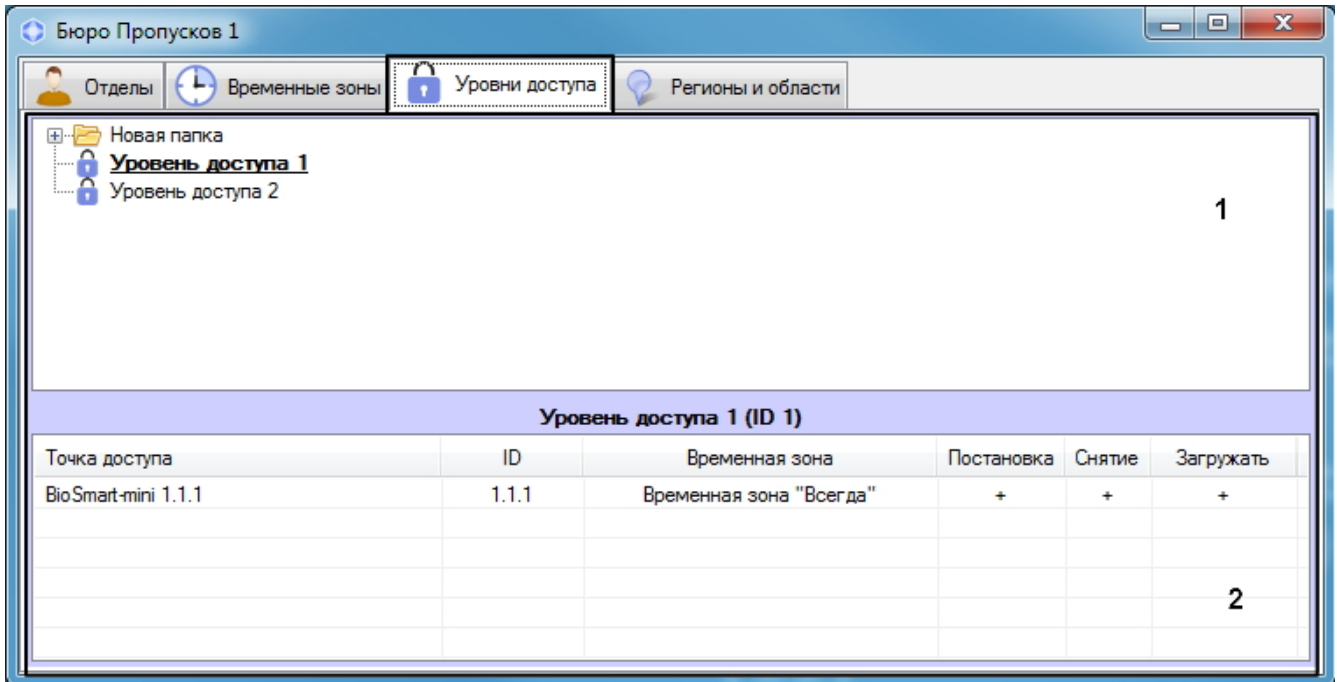 Бюро Пропусков 1
Отделы Временные зоны Уровни доступа Регионы и области
Новая папка
Уровень доступа 1
Уровень доступа 2
1
Уровень доступа 1 (ID 1)
Точка доступа ID Временная зона Постановка Снятие Загружать
BioSmart-mini 1.1.1 1.1.1 Временная зона "Всегда" + + +
2